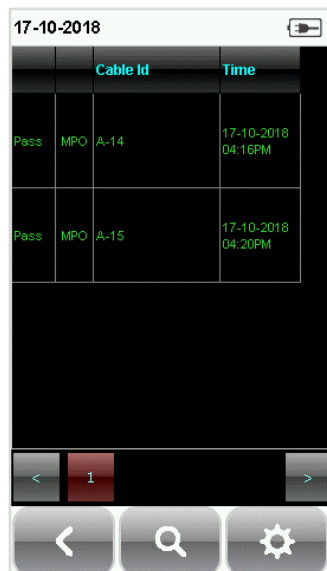 17-10-2018
Cable Id Time
Pass MPO A-14 17-10-2018
04:16PM
Pass MPO A-15 17-10-2018
04:20PM
< 1 >